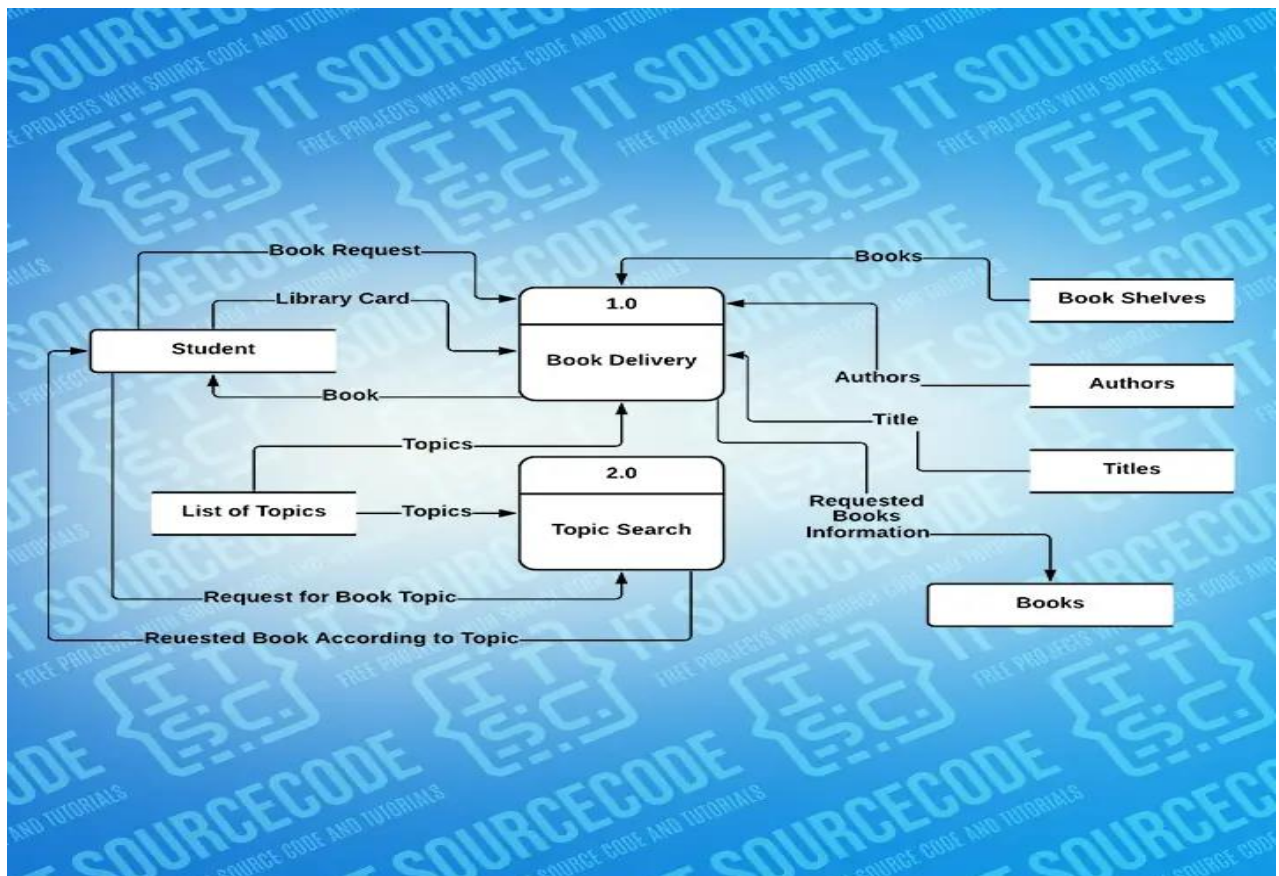 IT SOURCECODE
FREE PROJECTS WITH SOURCE CODE AND TUTORIALS
ITSC
Book Request
Books
Library Card
1.0
Book Shelves
Student
Book Delivery
Authors
Authors
Book
Title
Topics
2.0
Titles
List of Topics
Topics
Topic Search
Requested
Books
Information
Request for Book Topic
Books
Reuested Book According to Topic